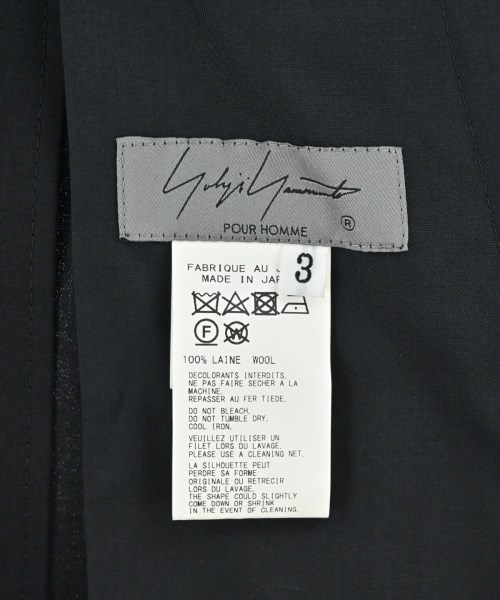 Yohji Yamamoto
POUR HOMME ®
3
FABRIQUE AU J
MADE IN JAP
F W
100% LAINE WOOL
DECOLORANTS INTERDITS.
NE PAS FAIRE SECHER A LA
MACHINE.
REPASSER AU FER TIEDE.
DO NOT BLEACH.
DO NOT TUMBLE DRY.
COOL IRON.
VEUILLEZ UTILISER UN
FILET LORS DU LAVAGE.
PLEASE USE A CLEANING NET.
LA SILHOUETTE PEUT
PERDRE SA FORME
ORIGINALE OU RETRECIR
LORS DU LAVAGE.
THE SHAPE COULD SLIGHTLY
COME DOWN OR SHRINK
IN THE EVENT OF CLEANING.